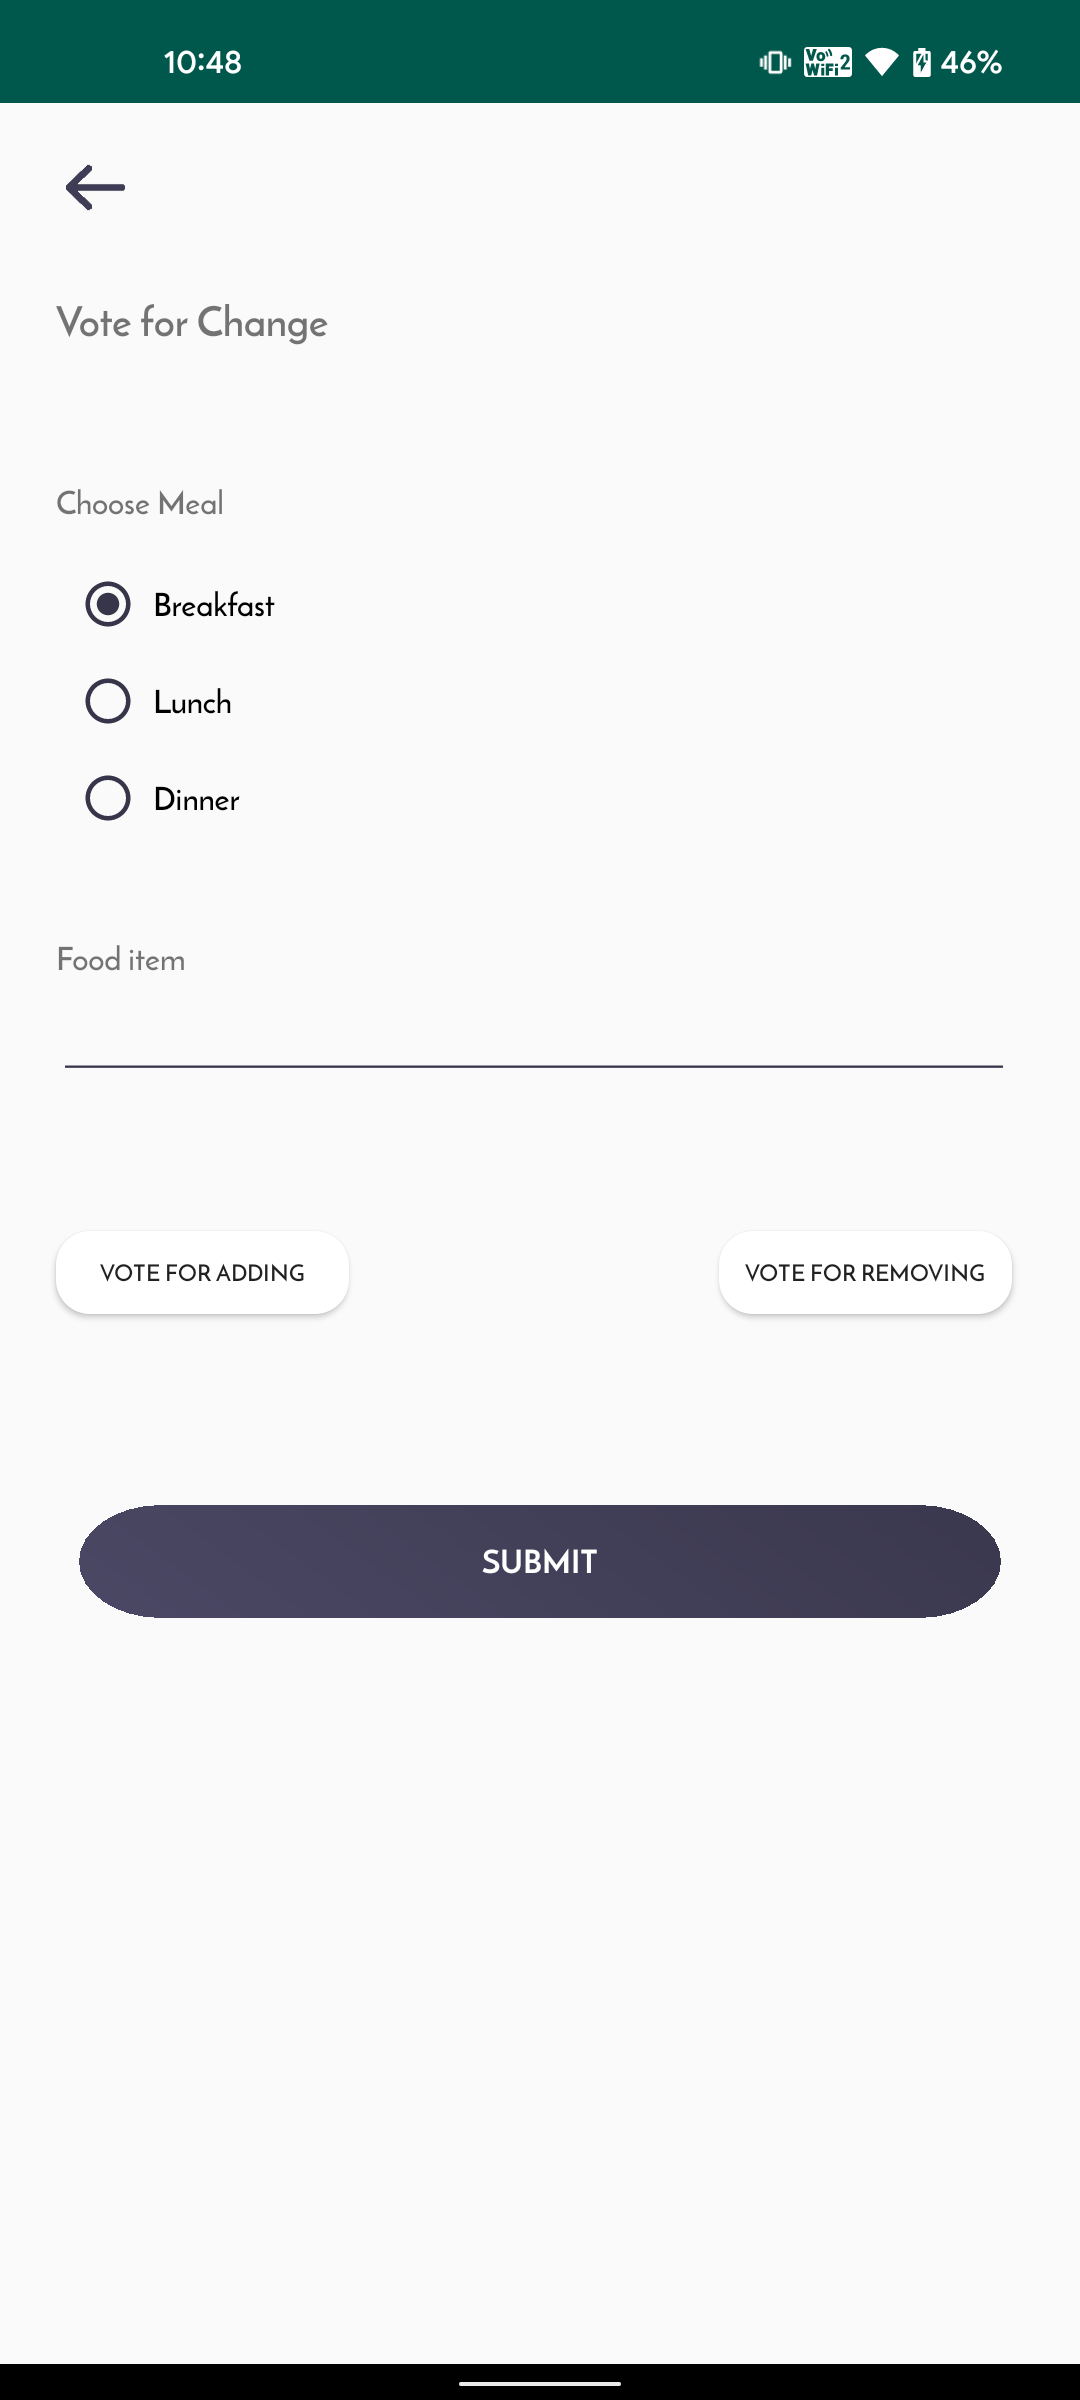 10:48 Vo)) WiFi 2 46%
Vote for Change
Choose Meal
Breakfast
Lunch
Dinner
Food item
VOTE FOR ADDING VOTE FOR REMOVING
SUBMIT